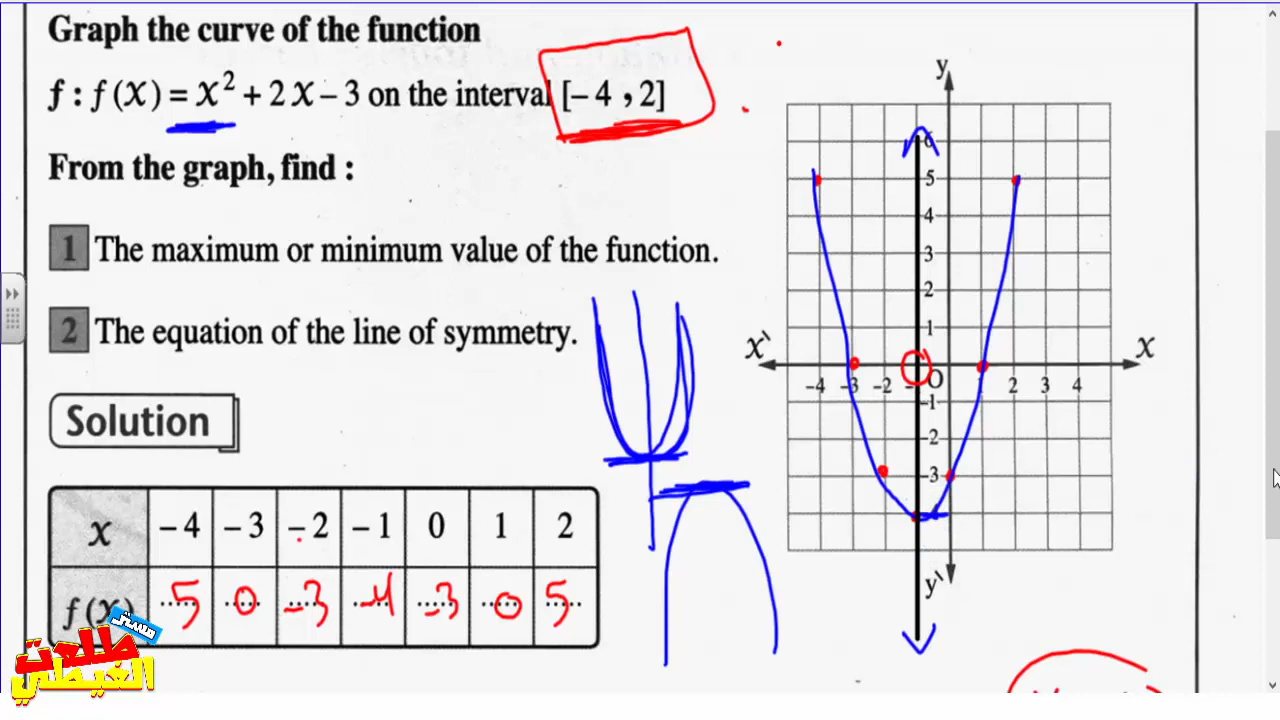 Graph the curve of the function
f : f(x) = x² + 2x – 3 on the interval [– 4 , 2]
From the graph, find :
1 The maximum or minimum value of the function.
2 The equation of the line of symmetry.
Solution
x – 4 – 3 – 2 – 1 0 1 2
f(x) 5 0 –3 –4 –3 0 5
y
6
5
4
3
2
1
x' x
–4 –3 –2 – O 2 3 4
–1
–2
–3
y'
مستر
طلعت
الغيطي